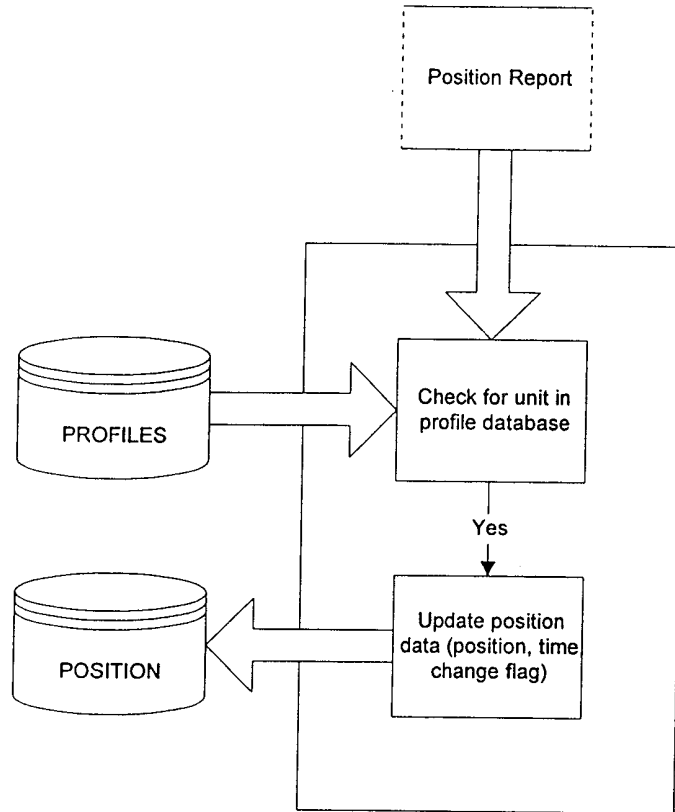 Position Report
Check for unit in
profile database
PROFILES
Yes
Update position
data (position, time
change flag)
POSITION